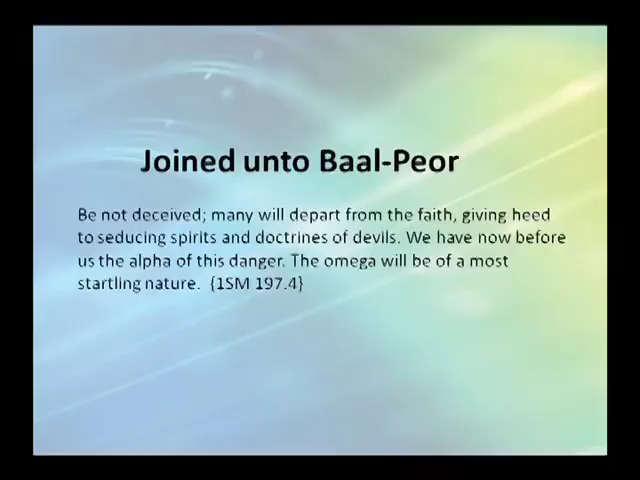 Joined unto Baal-Peor
Be not deceived; many will depart from the faith, giving heed
to seducing spirits and doctrines of devils. We have now before
us the alpha of this danger. The omega will be of a most
startling nature.  {1SM 197.4}